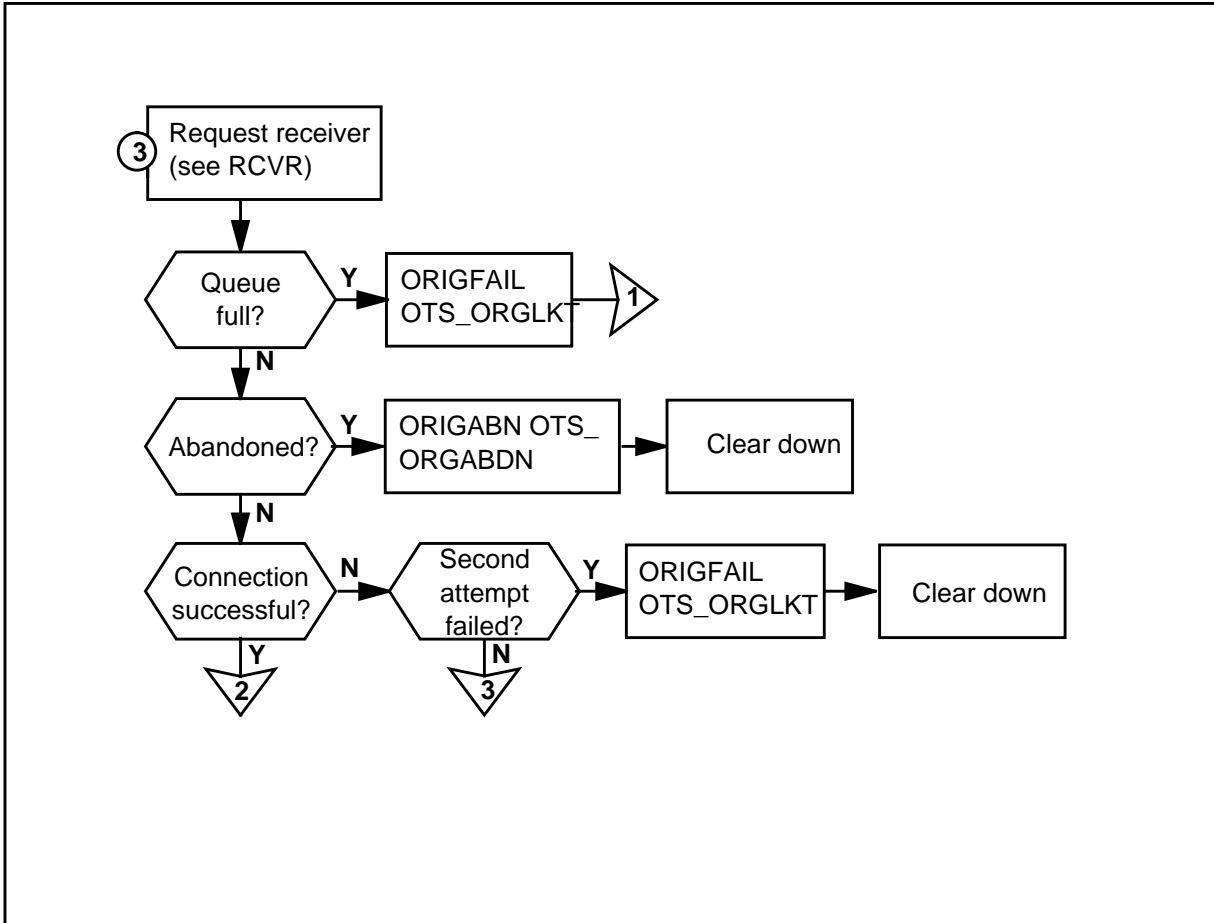 3
Request receiver
(see RCVR)
Queue
full?
Y
ORIGFAIL
OTS_ORGLKT
1
N
Abandoned?
Y
ORIGABN OTS_
ORGABDN
Clear down
N
Connection
successful?
N
Second
attempt
failed?
Y
ORIGFAIL
OTS_ORGLKT
Clear down
Y
2
N
3